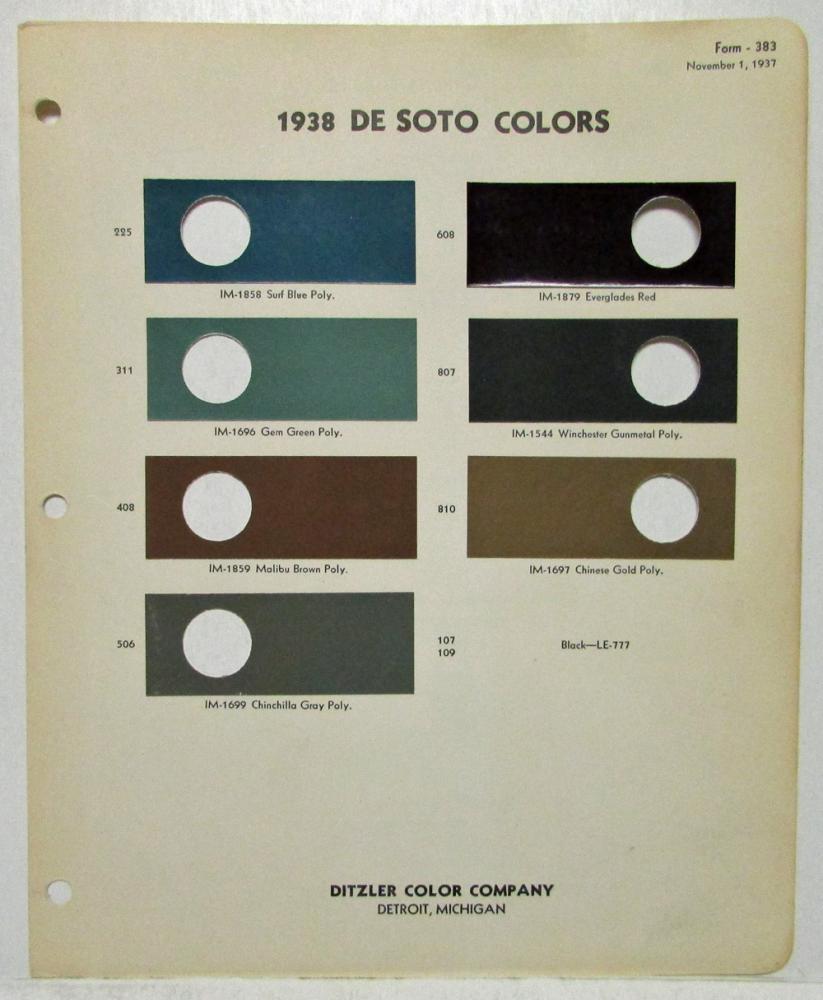 Form - 383
November 1, 1937
1938 DE SOTO COLORS
225
IM-1858 Surf Blue Poly.
608
IM-1879 Everglades Red
311
IM-1696 Gem Green Poly.
807
IM-1544 Winchester Gunmetal Poly.
408
IM-1859 Malibu Brown Poly.
810
IM-1697 Chinese Gold Poly.
506
IM-1699 Chinchilla Gray Poly.
107
109
Black—LE-777
DITZLER COLOR COMPANY
DETROIT, MICHIGAN